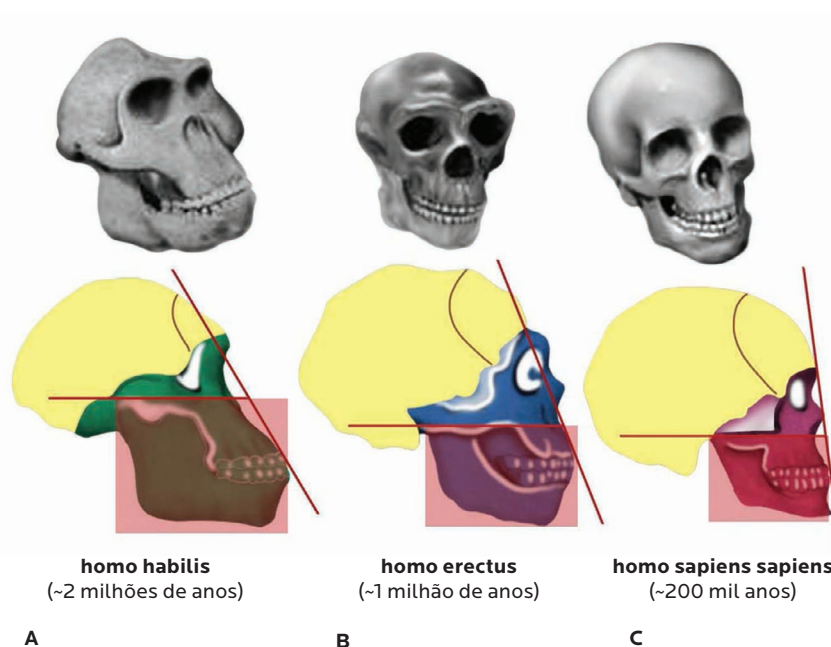 homo habilis
(~2 milhões de anos)
homo erectus
(~1 milhão de anos)
homo sapiens sapiens
(~200 mil anos)
A
B
C